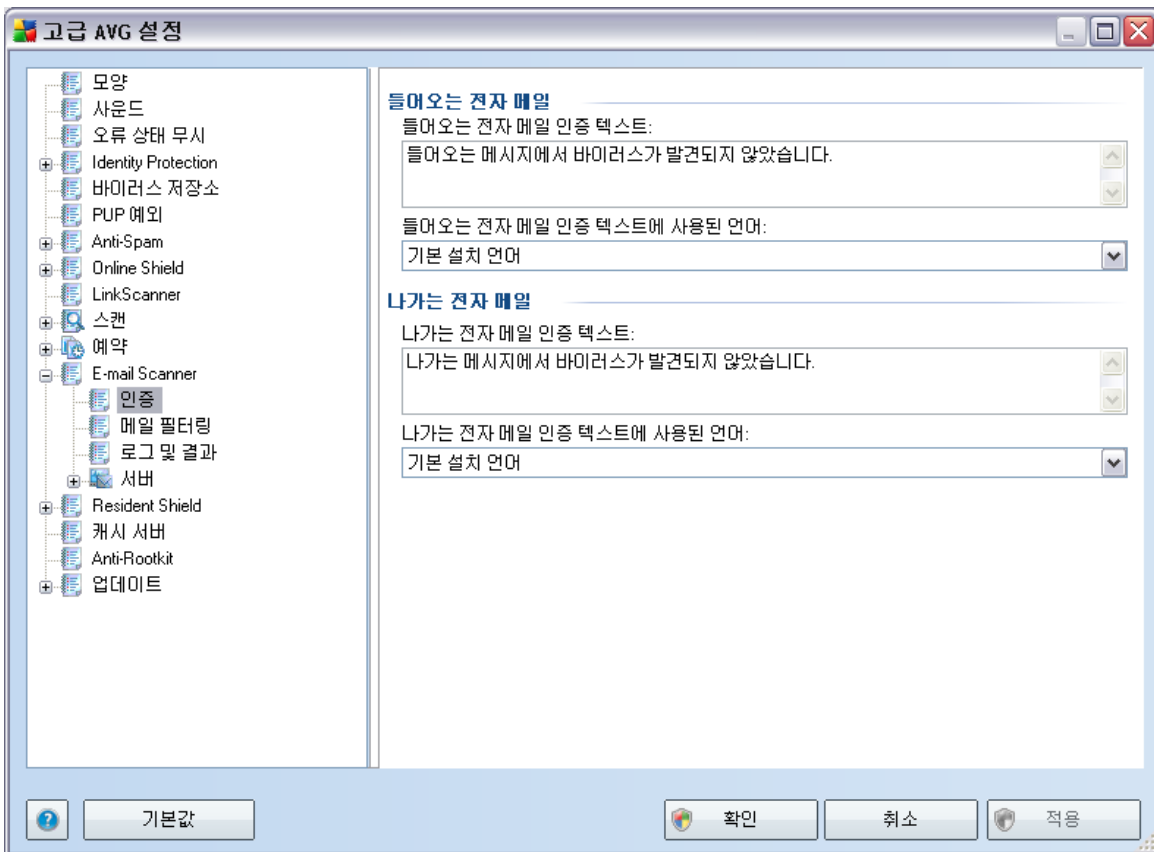 고급 AVG 설정
모양
사운드
오류 상태 무시
Identity Protection
바이러스 저장소
PUP 예외
Anti-Spam
Online Shield
LinkScanner
스캔
예약
E-mail Scanner
인증
메일 필터링
로그 및 결과
서버
Resident Shield
캐시 서버
Anti-Rootkit
업데이트
들어오는 전자 메일
들어오는 전자 메일 인증 텍스트:
들어오는 메시지에서 바이러스가 발견되지 않았습니다.
들어오는 전자 메일 인증 텍스트에 사용된 언어:
기본 설치 언어
나가는 전자 메일
나가는 전자 메일 인증 텍스트:
나가는 메시지에서 바이러스가 발견되지 않았습니다.
나가는 전자 메일 인증 텍스트에 사용된 언어:
기본 설치 언어
기본값
확인
취소
적용